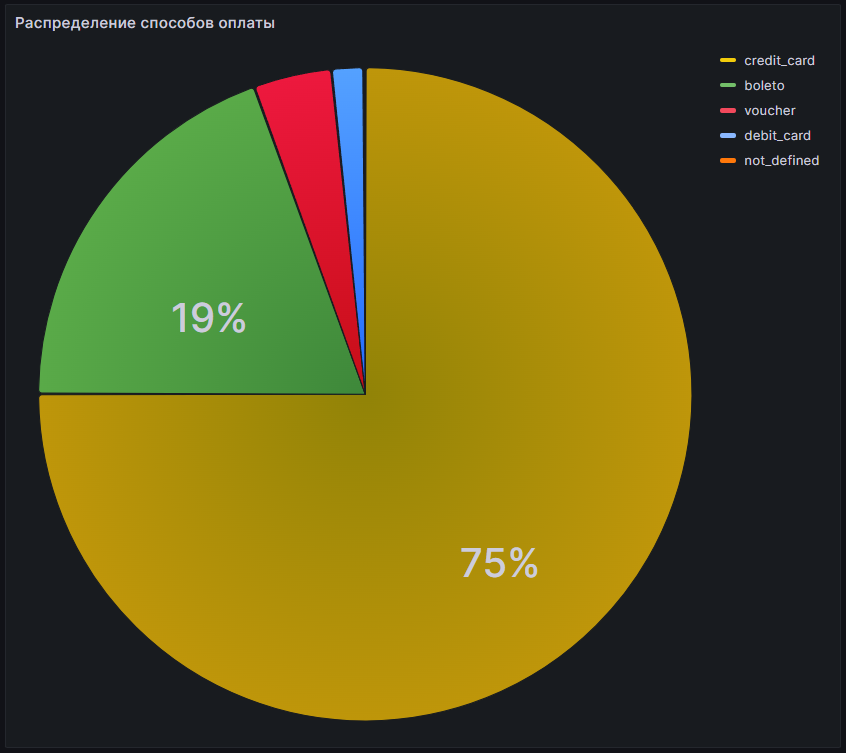 Распределение способов оплаты
credit_card
boleto
voucher
debit_card
not_defined
19%
75%